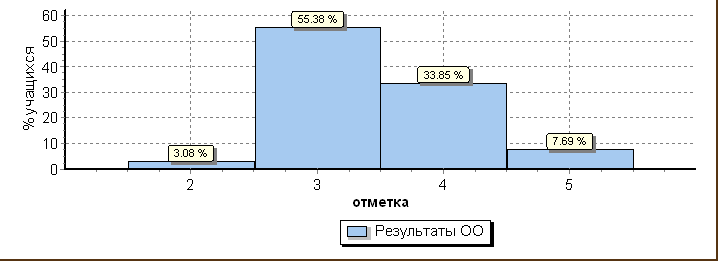 % учащихся
60
50
40
30
20
10
0
3.08 %
55.38 %
33.85 %
7.69 %
2 3 4 5
отметка
Результаты ОО